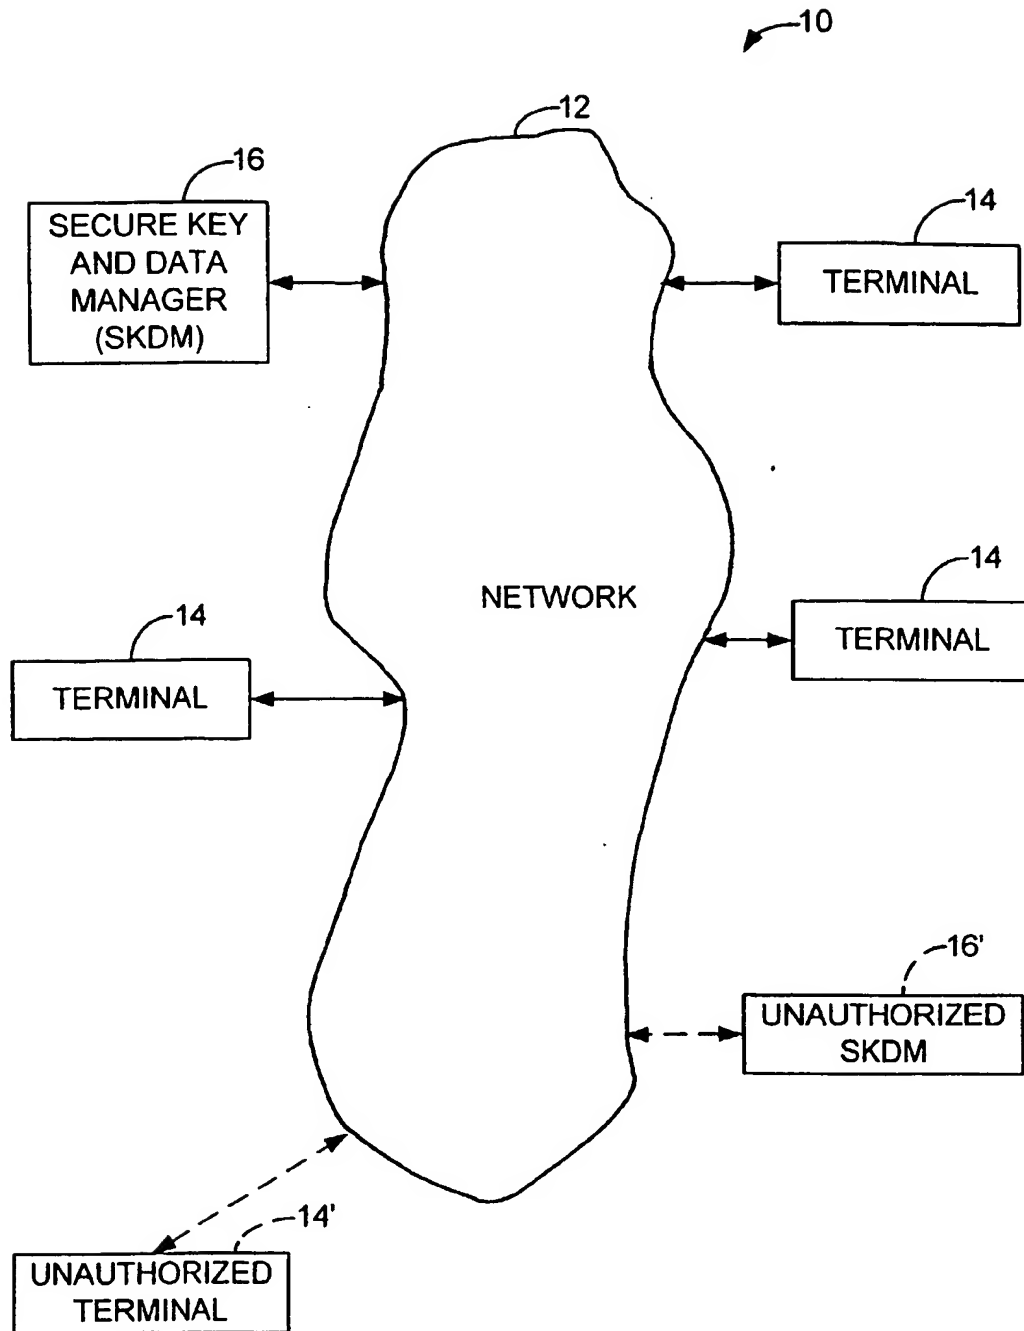 10
12
16
SECURE KEY
AND DATA
MANAGER
(SKDM)
14
TERMINAL
NETWORK
14
TERMINAL
14
TERMINAL
16'
UNAUTHORIZED
SKDM
14'
UNAUTHORIZED
TERMINAL